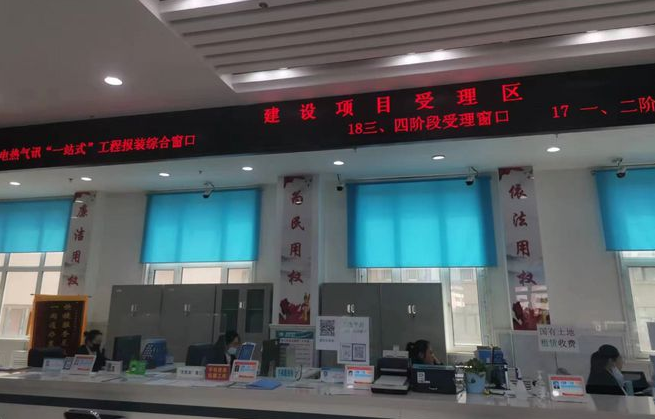 建设项目受理区
电热气讯“一站式”工程报装综合窗口
18三、四阶段受理窗口
17 一、二阶
廉洁用权
为民用权
依法用权
国有土地
租赁收费